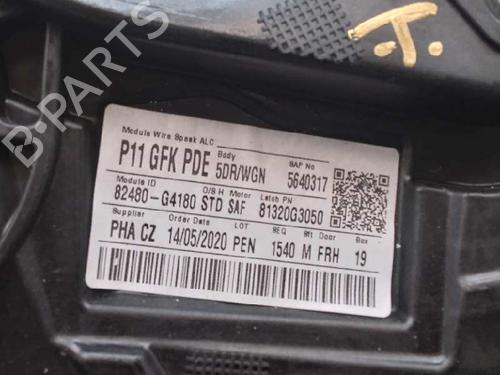 T.
Module Wire Speak ALC Body SAP No
P11 GFK PDE 5DR/WGN 5640317
Module ID O/S H Motor Latch PN
82480-G4180 STD SAF 81320G3050
Supplier Order Date LOT SEQ Bft Door Box
PHA CZ 14/05/2020 PEN 1540 M FRH 19
B-PARTS